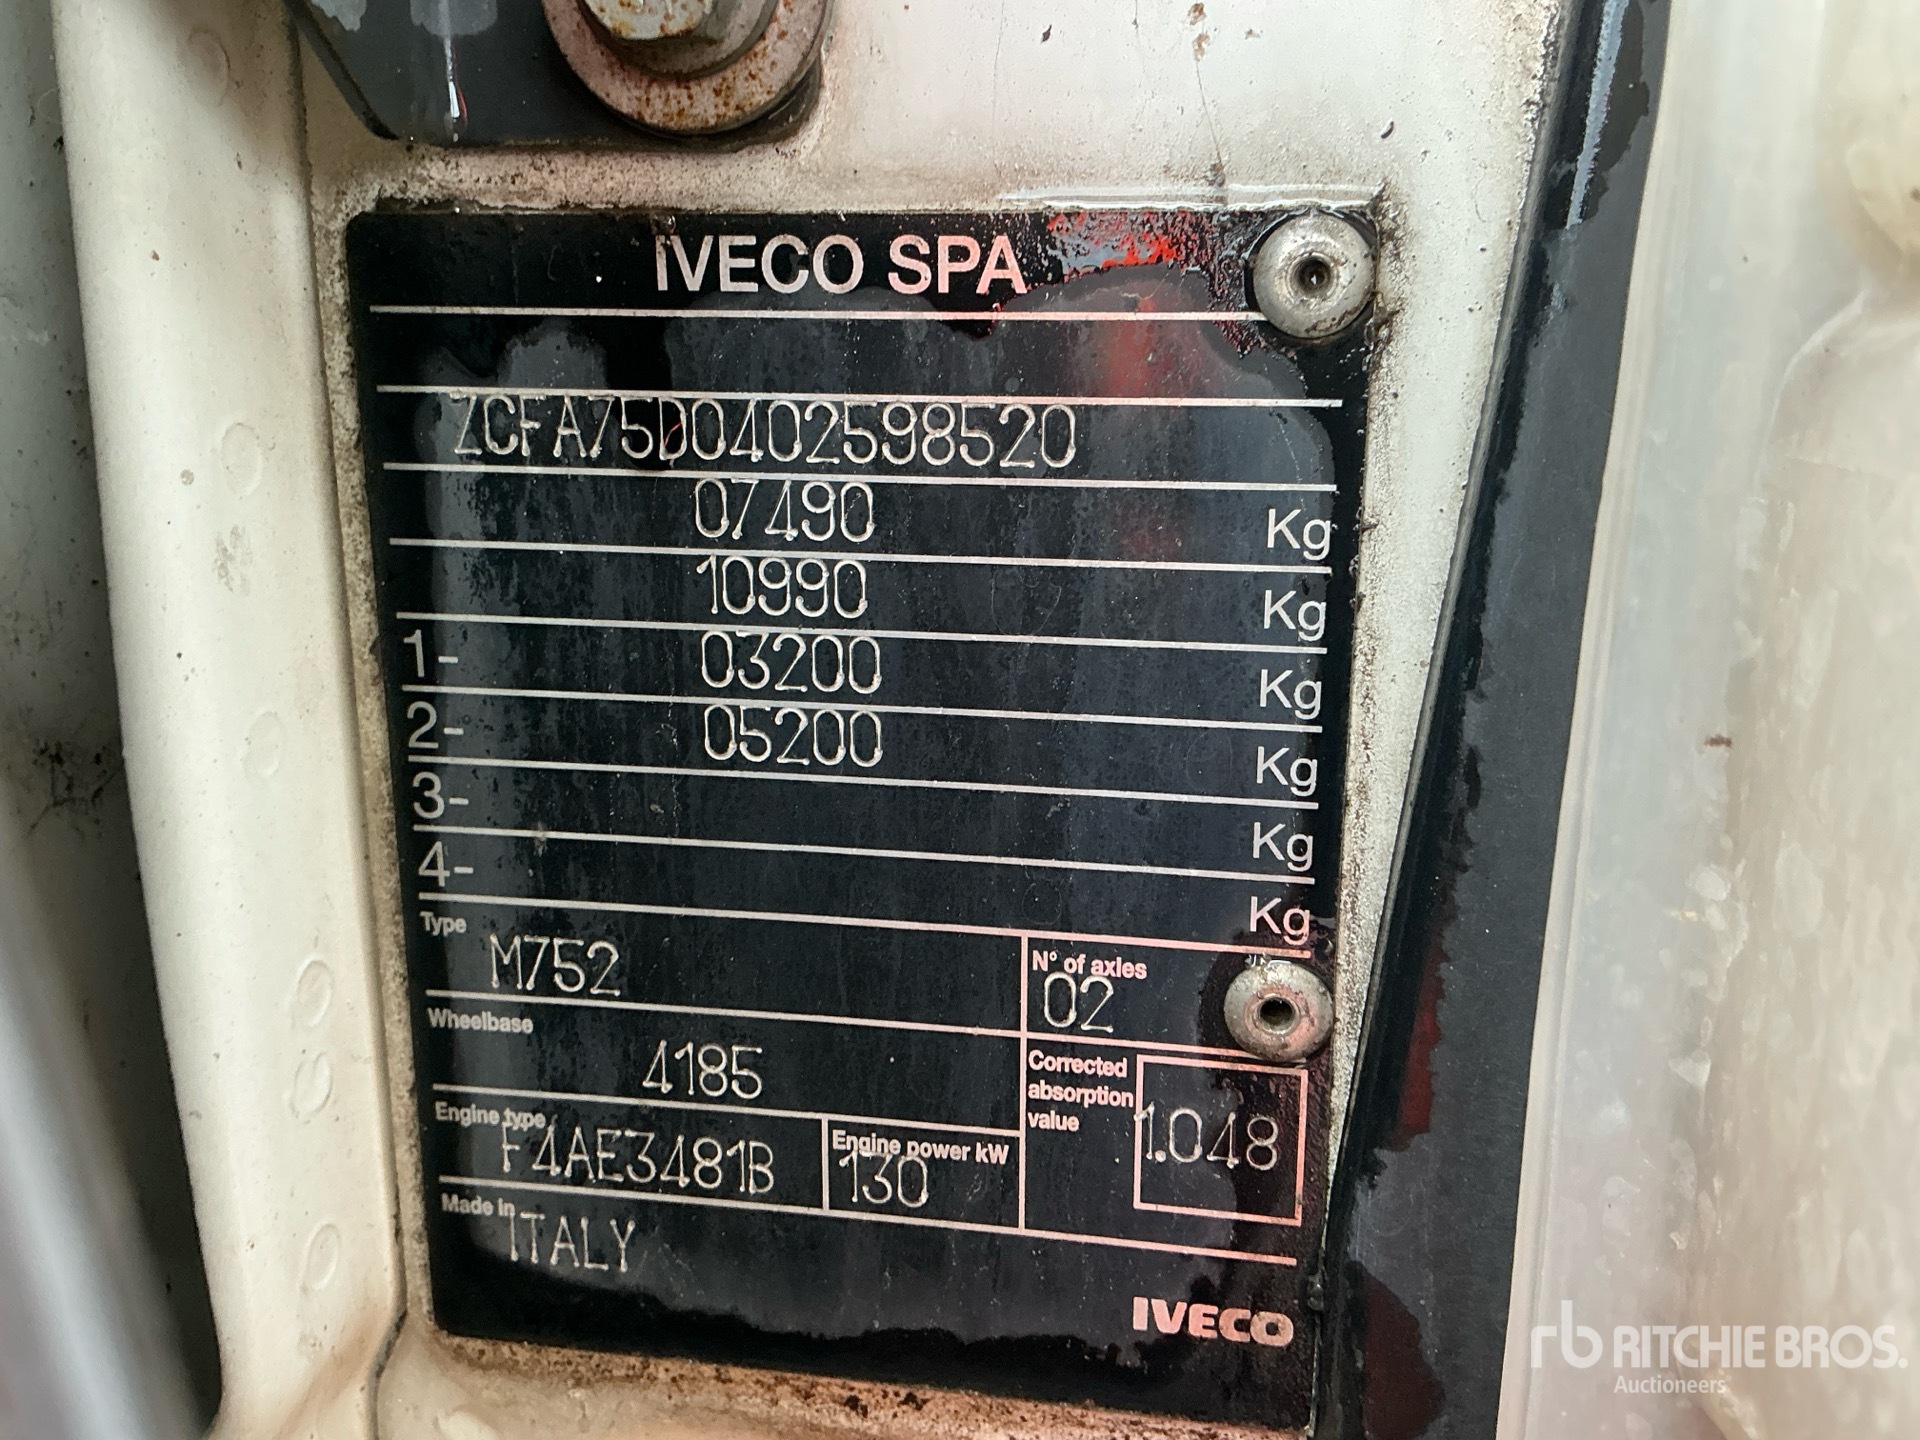 IVECO SPA
ZCFA75D0402598520
07490 Kg
10990 Kg
1- 03200 Kg
2- 05200 Kg
3- Kg
4- Kg
Type M752
N° of axles 02
Wheelbase 4185
Corrected absorption value 1.048
Engine type F4AE3481B
Engine power kW 130
Made in ITALY
IVECO
rb RITCHIE BROS.
Auctioneers